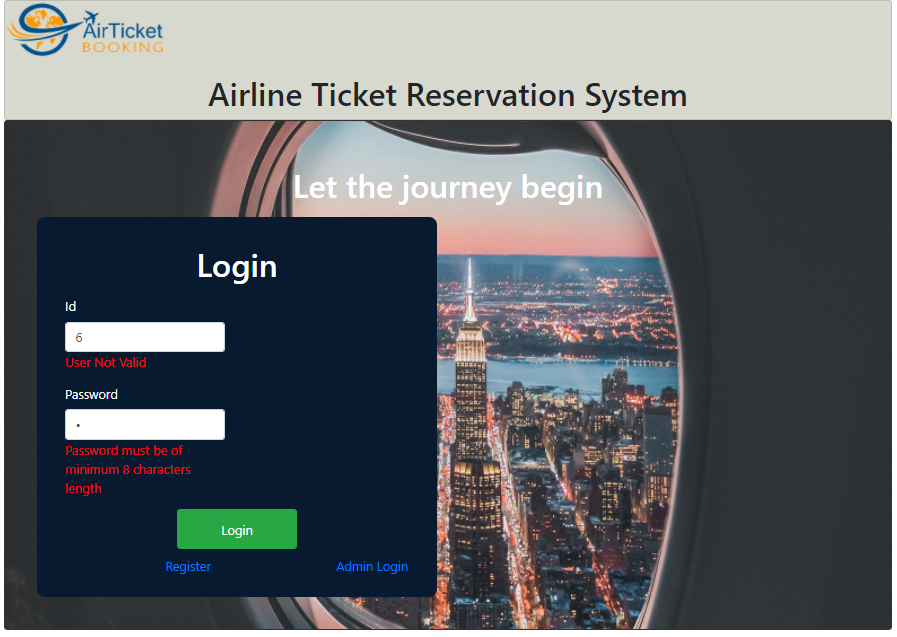 AirTicket
BOOKING
Airline Ticket Reservation System
Let the journey begin
Login
Id
6
User Not Valid
Password
•
Password must be of
minimum 8 characters
length
Login
Register
Admin Login